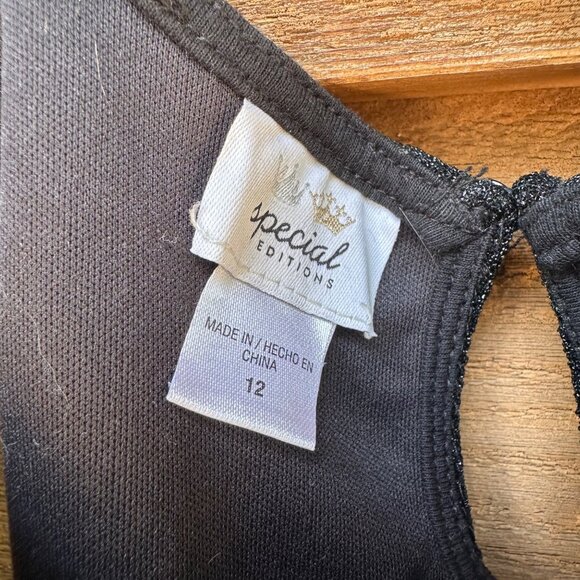 special
EDITIONS
MADE IN / HECHO EN
CHINA
12